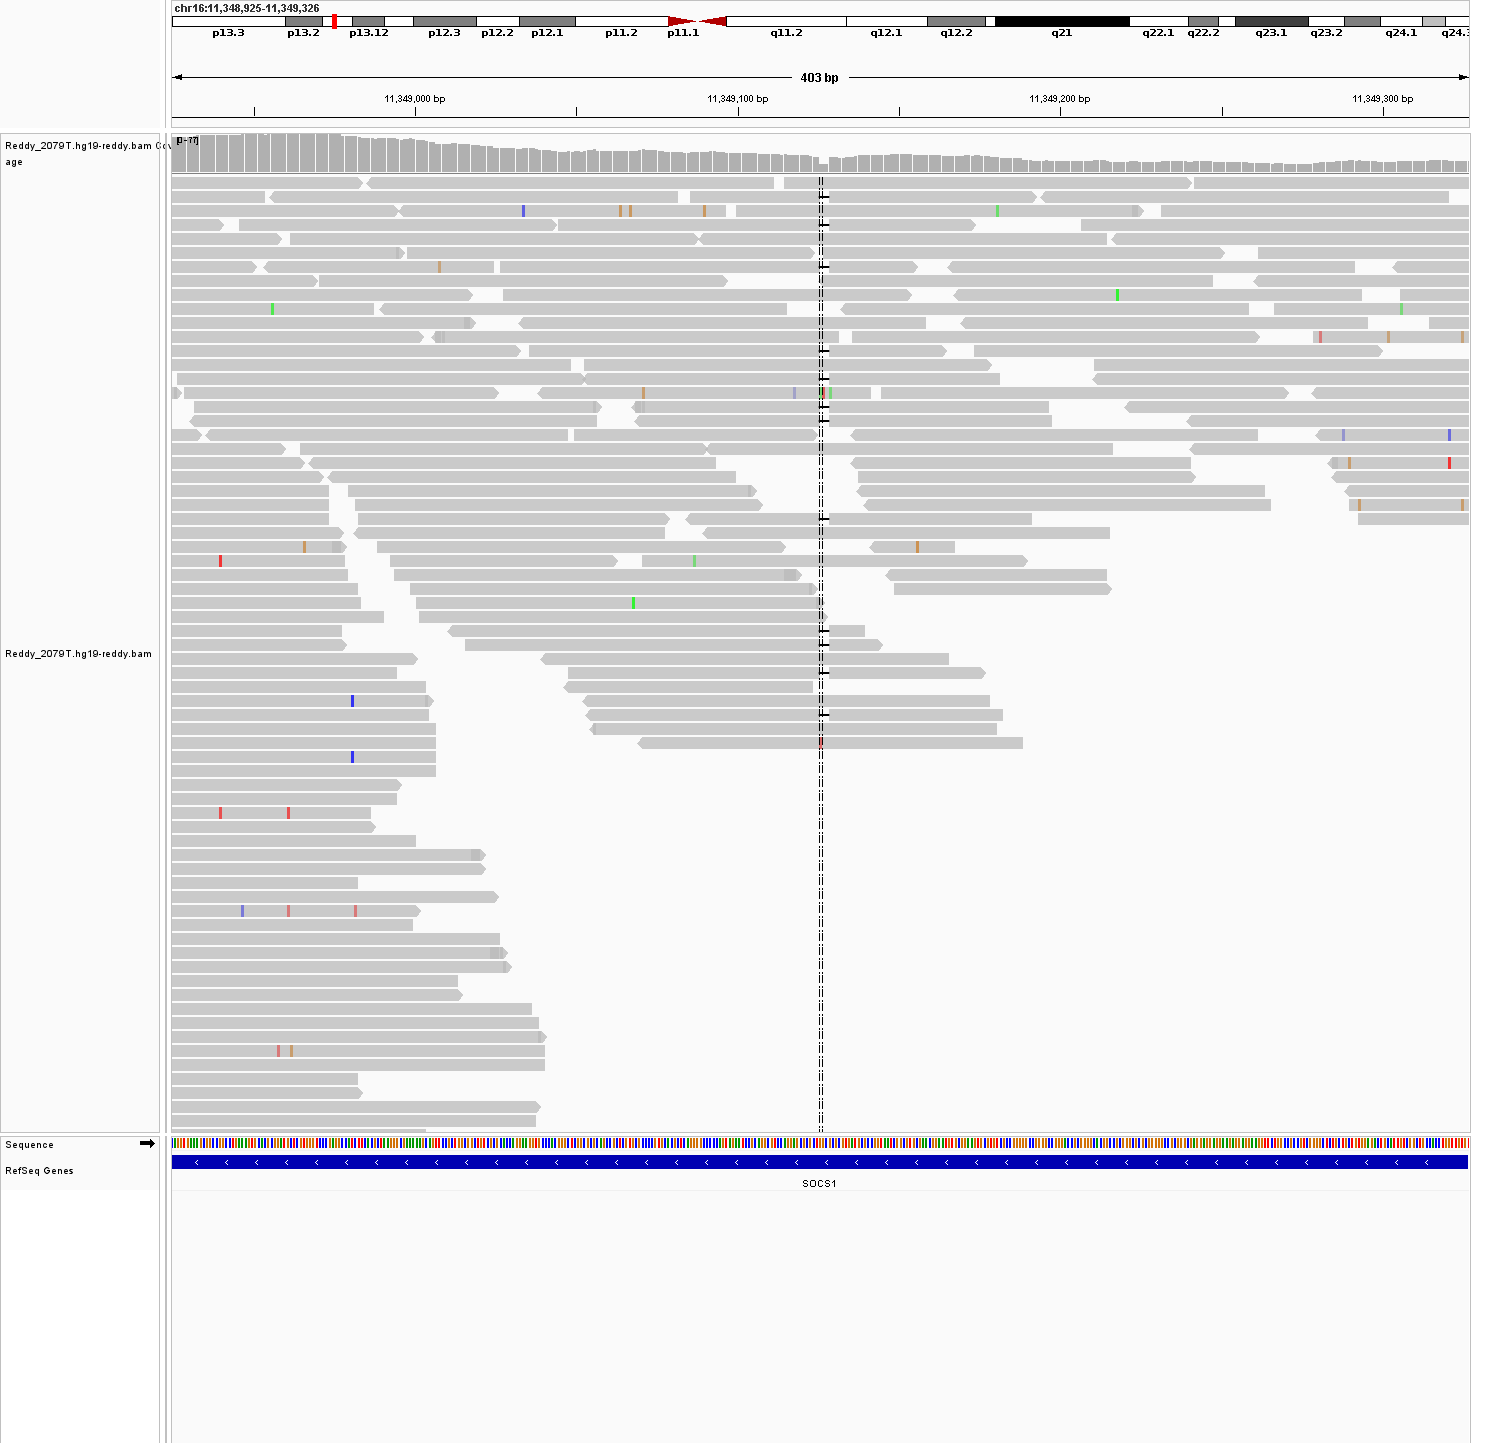 chr16:11,348,925-11,349,326
p13.3 p13.2 p13.12 p12.3 p12.2 p12.1 p11.2 p11.1 q11.2 q12.1 q12.2 q21 q22.1 q22.2 q23.1 q23.2 q24.1 q24.3
403 bp
11,349,000 bp 11,349,100 bp 11,349,200 bp 11,349,300 bp
[0 - 77]
Reddy_2079T.hg19-reddy.bam Cov
age
Reddy_2079T.hg19-reddy.bam
Sequence
RefSeq Genes
SOCS1